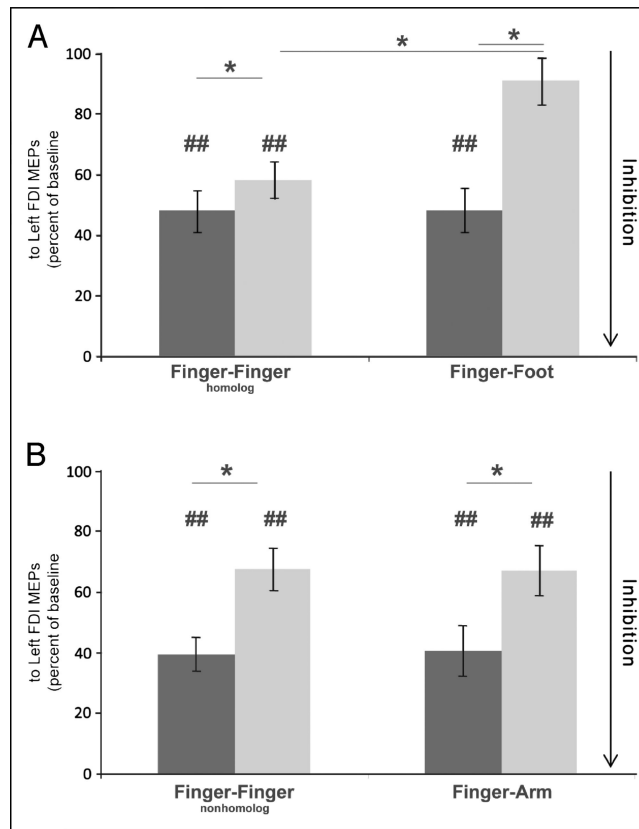 A
100
80
60
40
20
0
to Left FDI MEPs
(percent of baseline
*
*
*
##
##
##
Inhibition
Finger-Finger
homolog
Finger-Foot
B
100
80
60
40
20
0
to Left FDI MEPs
(percent of baseline
*
*
##
##
##
##
Inhibition
Finger-Finger
nonhomolog
Finger-Arm